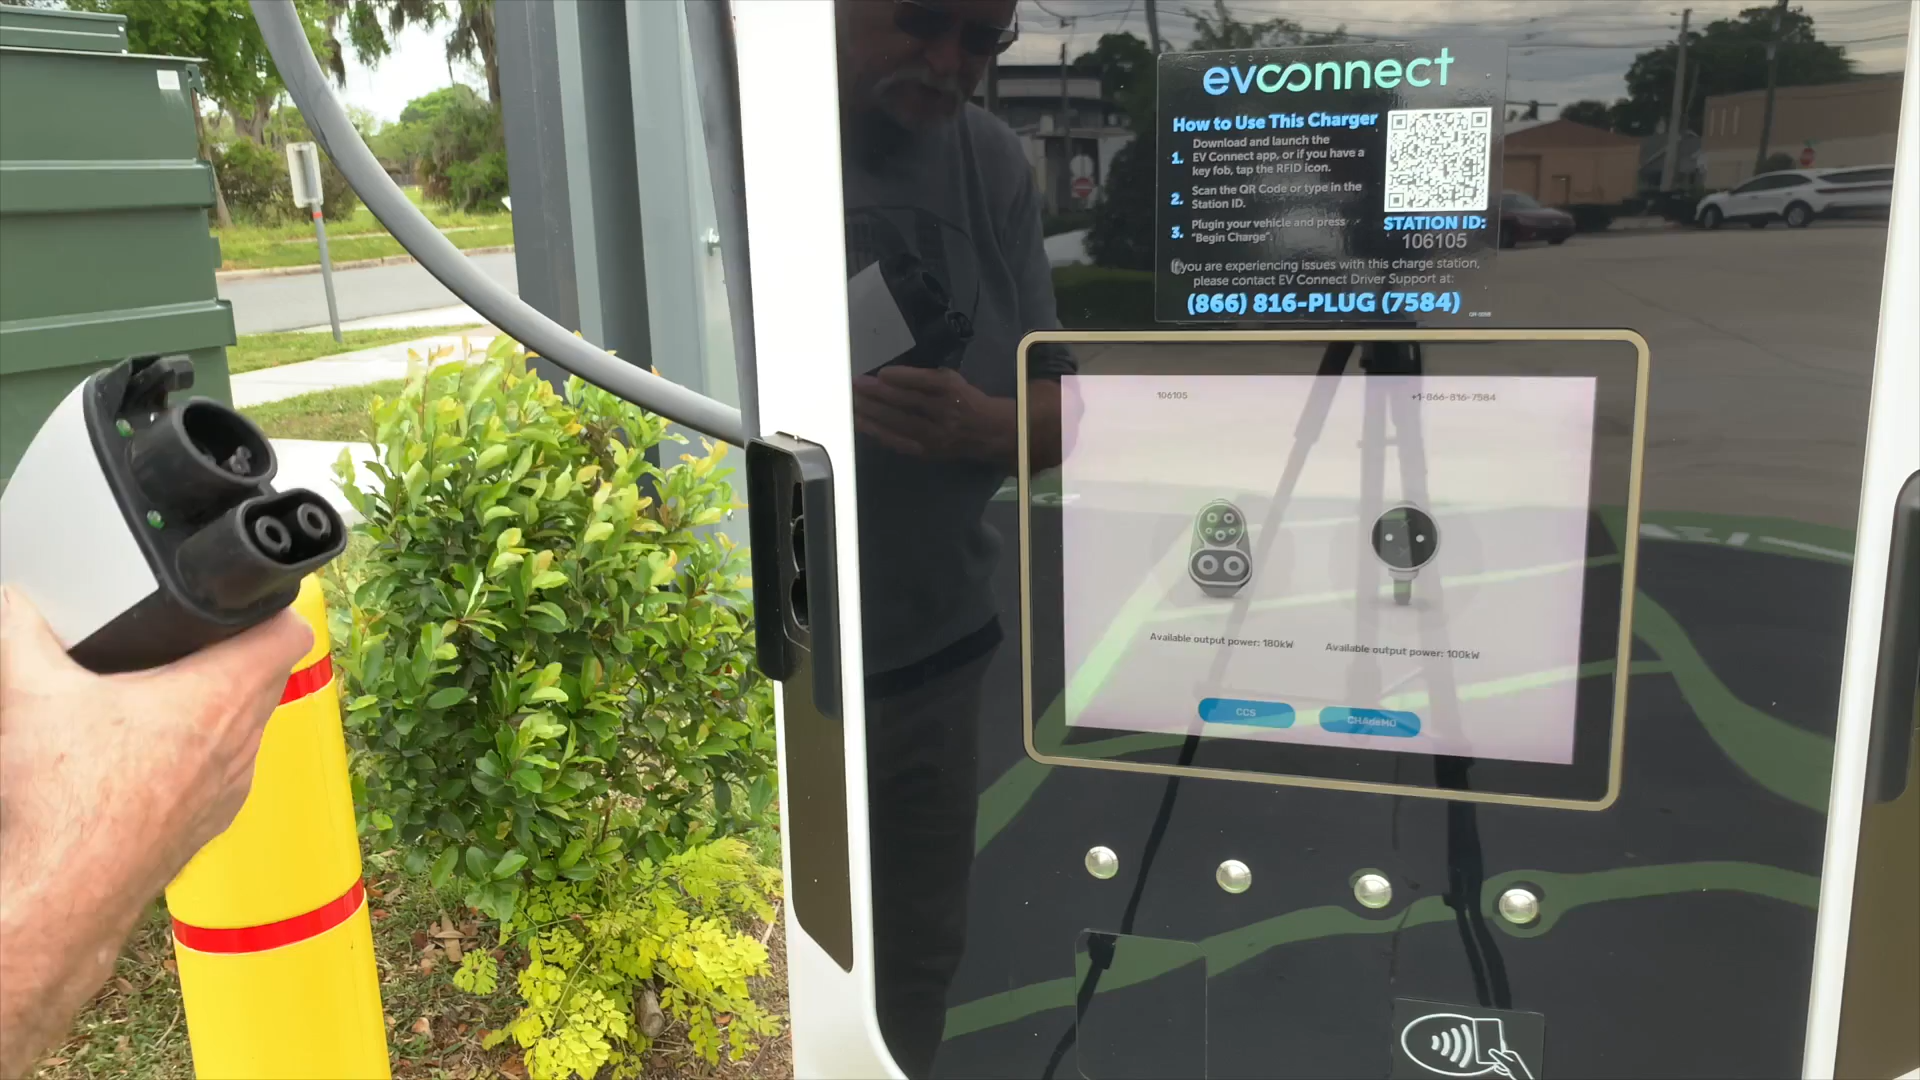 evconnect
How to Use This Charger
1. Download and launch the
EV Connect app, or if you have a
key fob, tap the RFID icon.
2. Scan the QR Code or type in the
Station ID.
3. Plugin your vehicle and press
"Begin Charge".
STATION ID:
106105
If you are experiencing issues with this charge station,
please contact EV Connect Driver Support at:
(866) 816-PLUG (7584)
106105
+1-866-816-7584
Available output power: 180kW
Available output power: 100kW
CCS
CHAdeMO